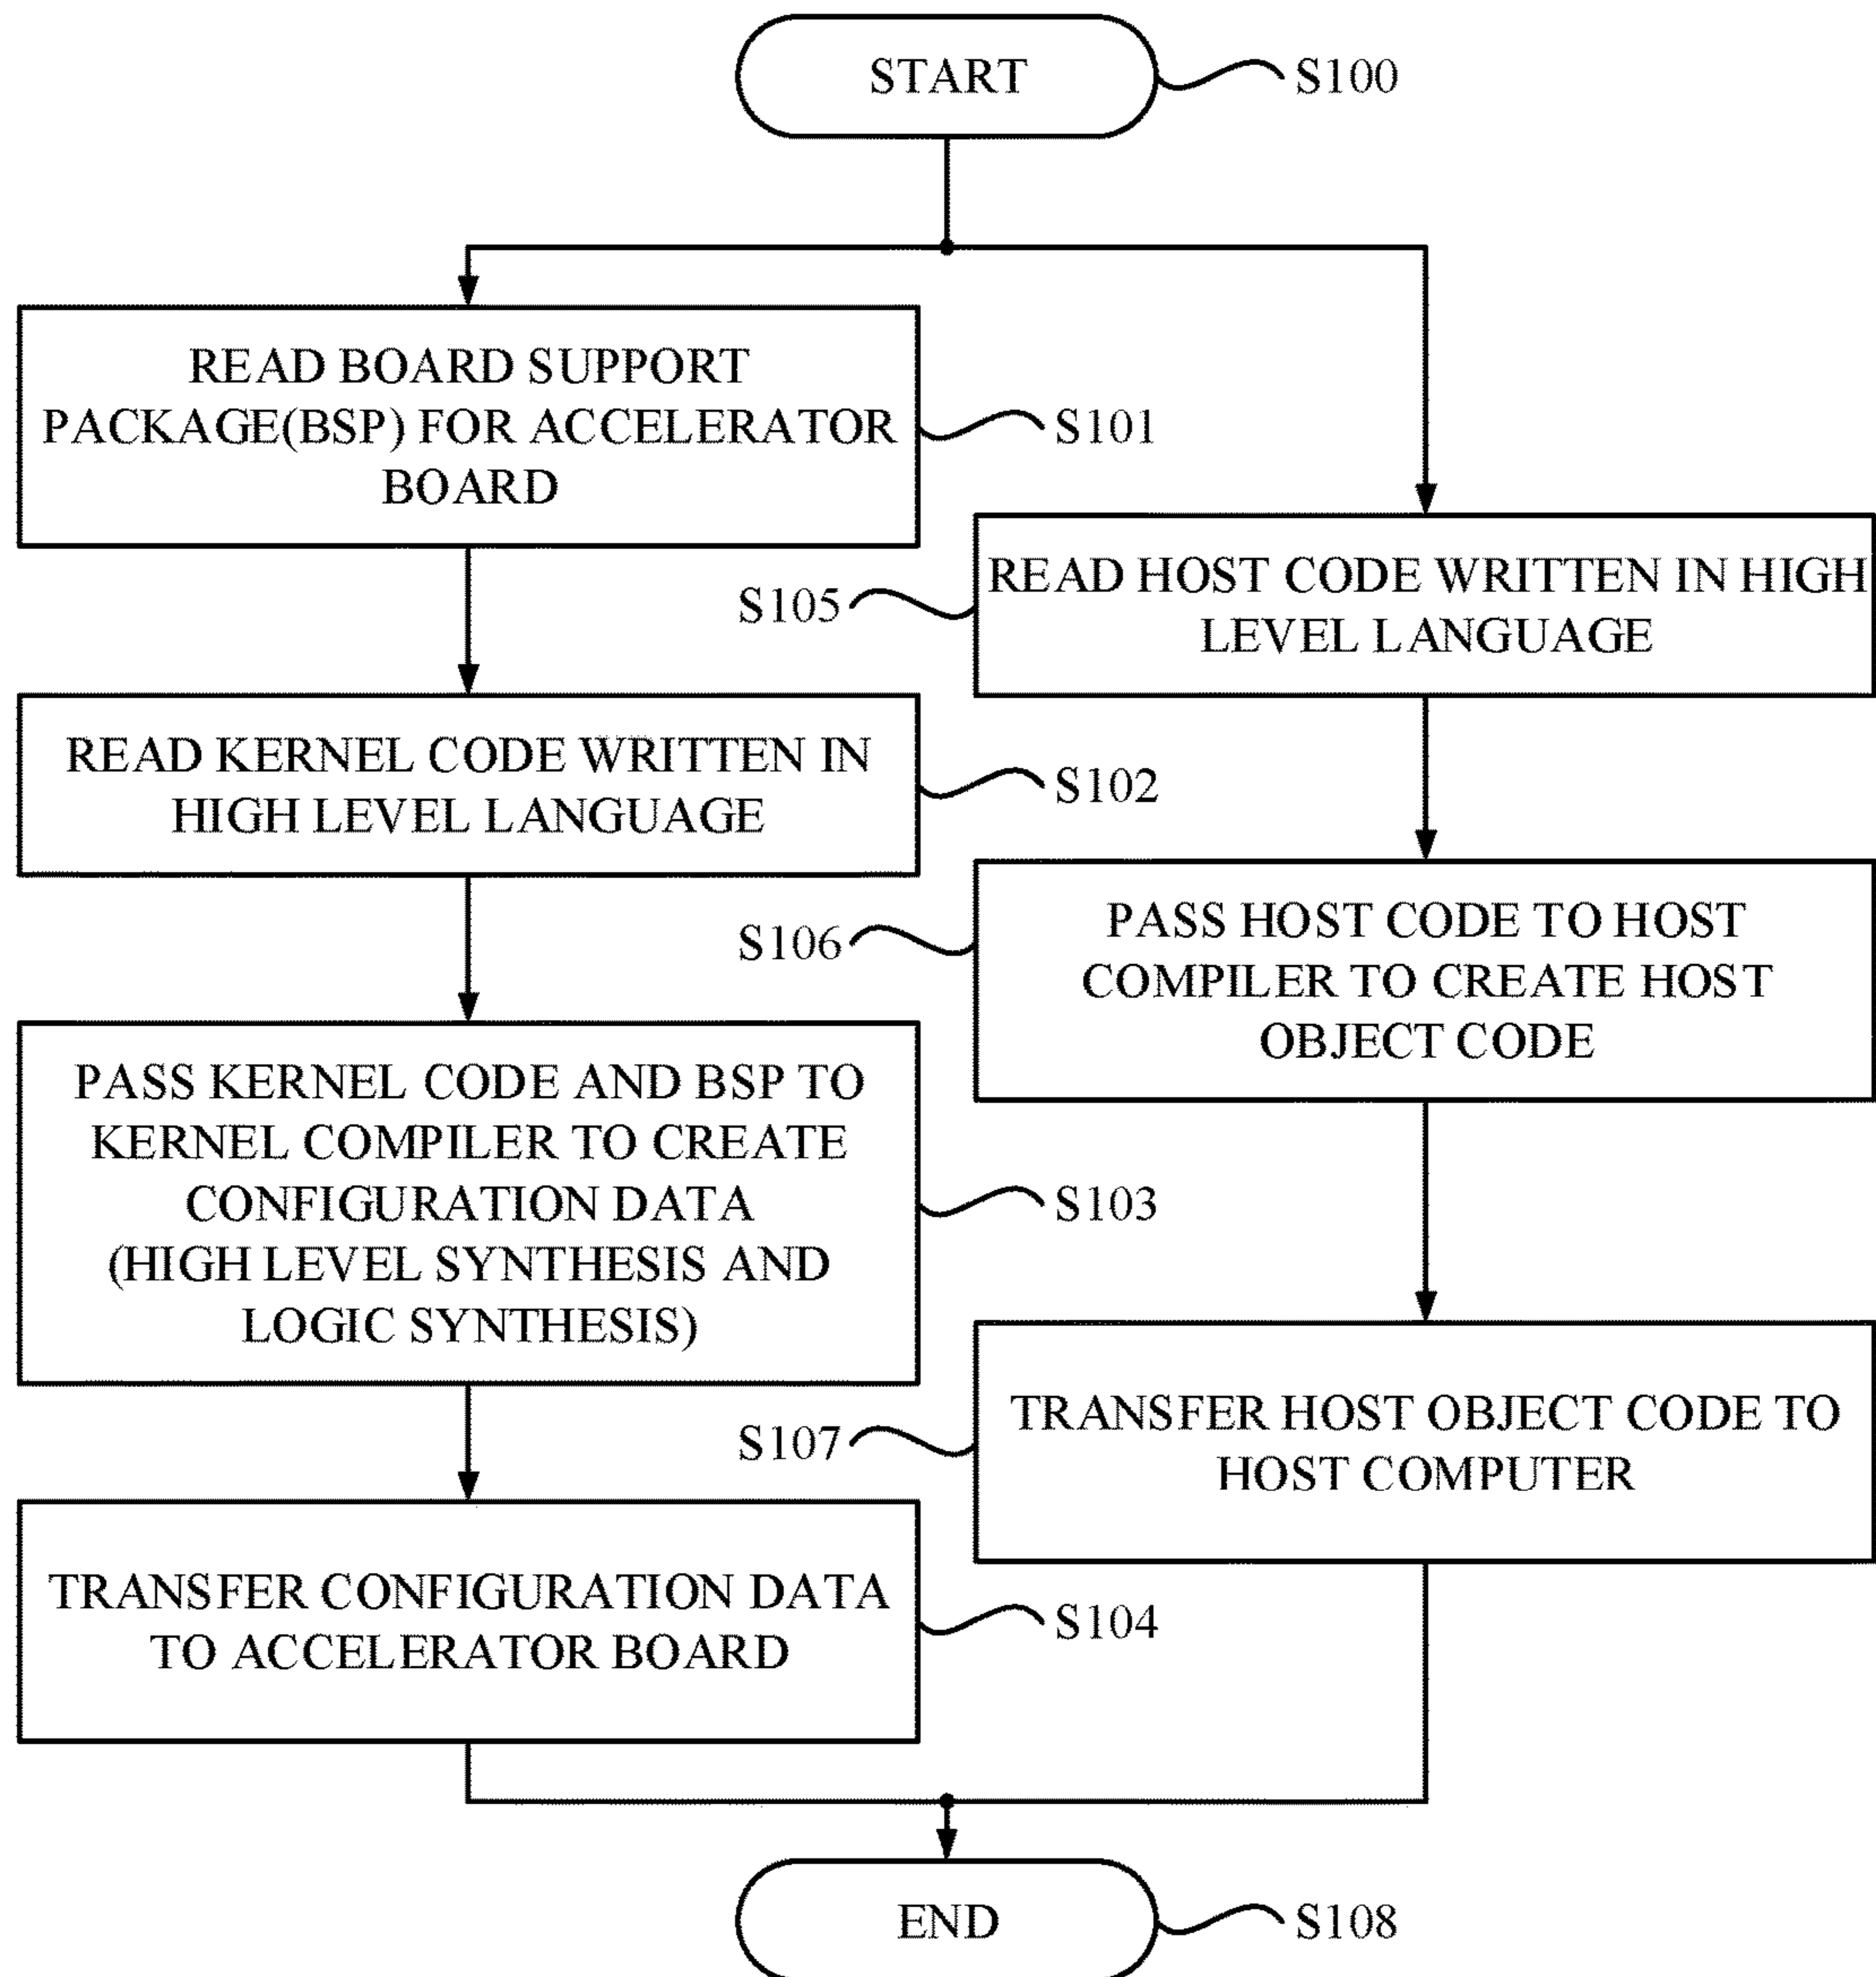 START
S100
READ BOARD SUPPORT
PACKAGE(BSP) FOR ACCELERATOR
BOARD
S101
READ KERNEL CODE WRITTEN IN
HIGH LEVEL LANGUAGE
S102
PASS KERNEL CODE AND BSP TO
KERNEL COMPILER TO CREATE
CONFIGURATION DATA
(HIGH LEVEL SYNTHESIS AND
LOGIC SYNTHESIS)
S103
TRANSFER CONFIGURATION DATA
TO ACCELERATOR BOARD
S104
S105
READ HOST CODE WRITTEN IN HIGH
LEVEL LANGUAGE
S106
PASS HOST CODE TO HOST
COMPILER TO CREATE HOST
OBJECT CODE
S107
TRANSFER HOST OBJECT CODE TO
HOST COMPUTER
END
S108